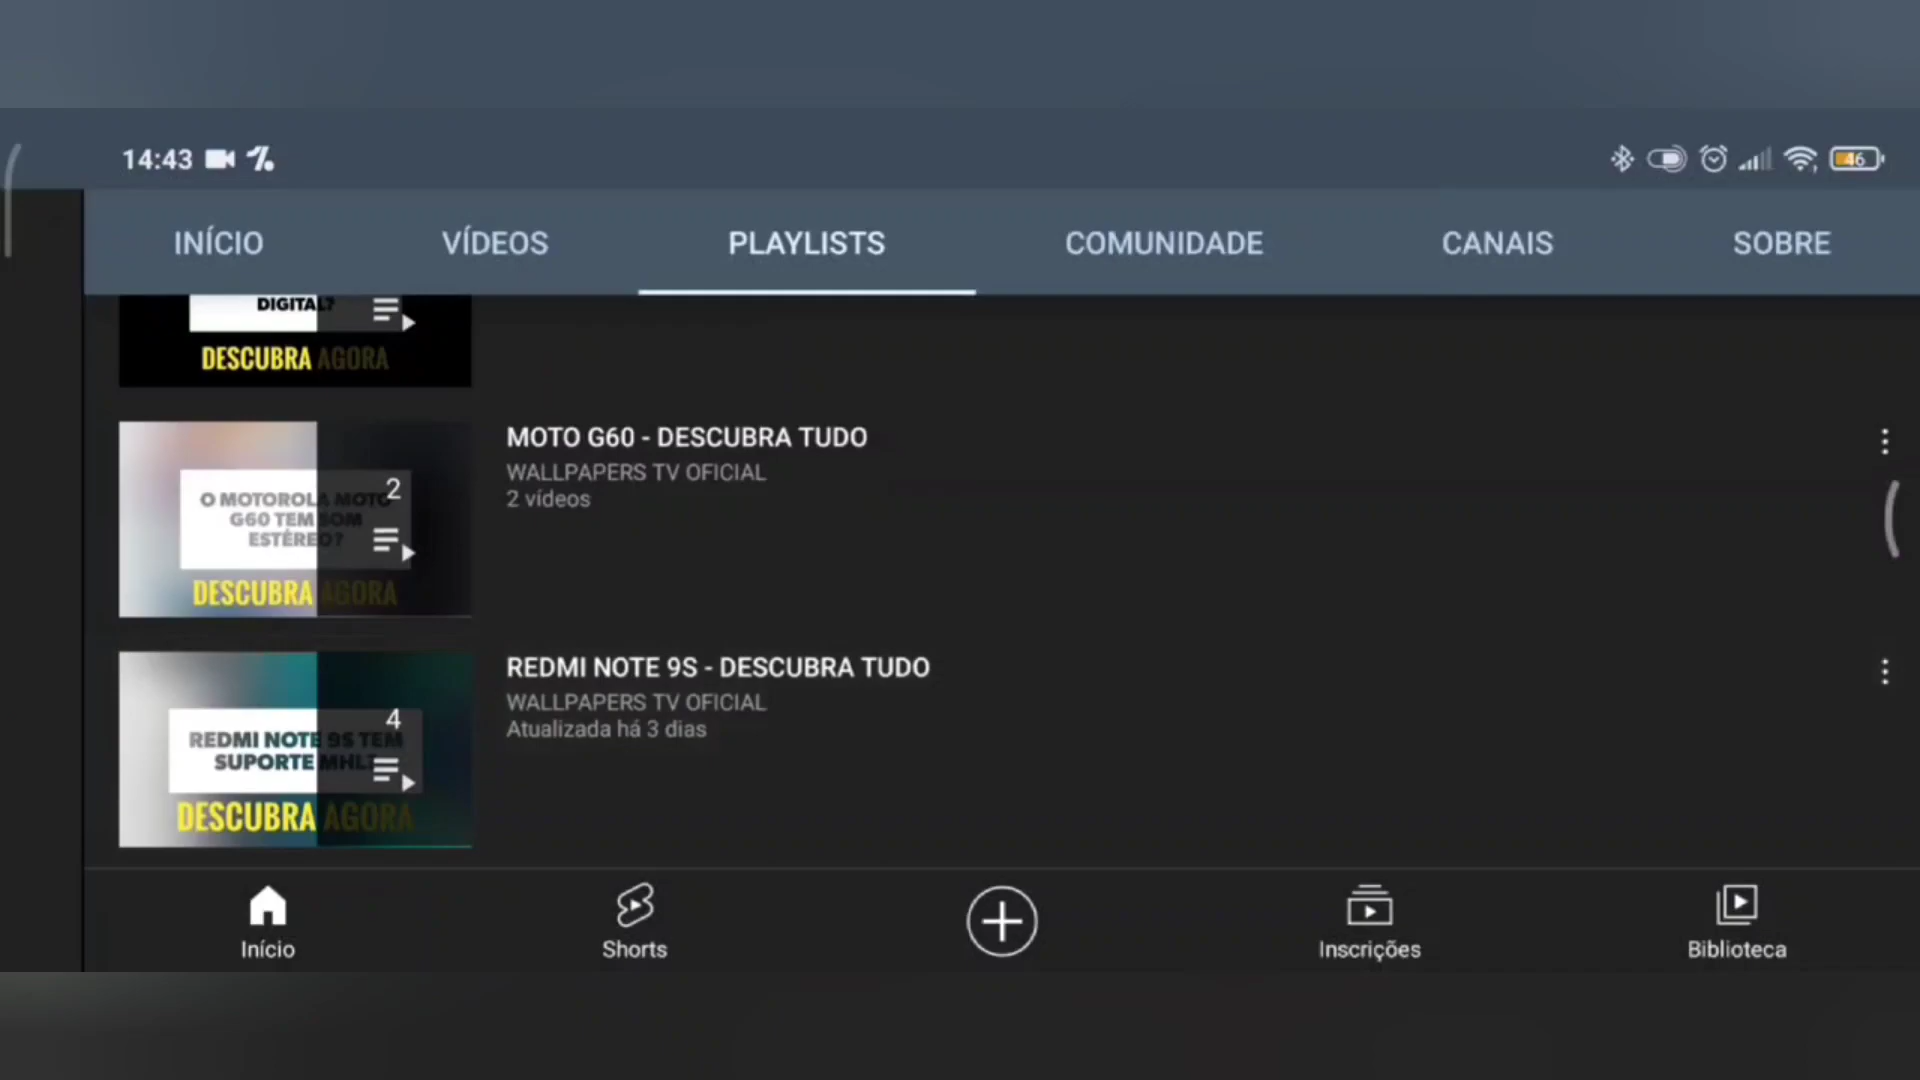 14:43
46
INÍCIO VÍDEOS PLAYLISTS COMUNIDADE CANAIS SOBRE
DIGITAL?
DESCUBRA AGORA
2
O MOTOROLA MOTO
G60 TEM SOM
ESTÉREO?
DESCUBRA AGORA
MOTO G60 - DESCUBRA TUDO
WALLPAPERS TV OFICIAL
2 vídeos
4
REDMI NOTE 9S TEM
SUPORTE MHL?
DESCUBRA AGORA
REDMI NOTE 9S - DESCUBRA TUDO
WALLPAPERS TV OFICIAL
Atualizada há 3 dias
Início Shorts Inscrições Biblioteca